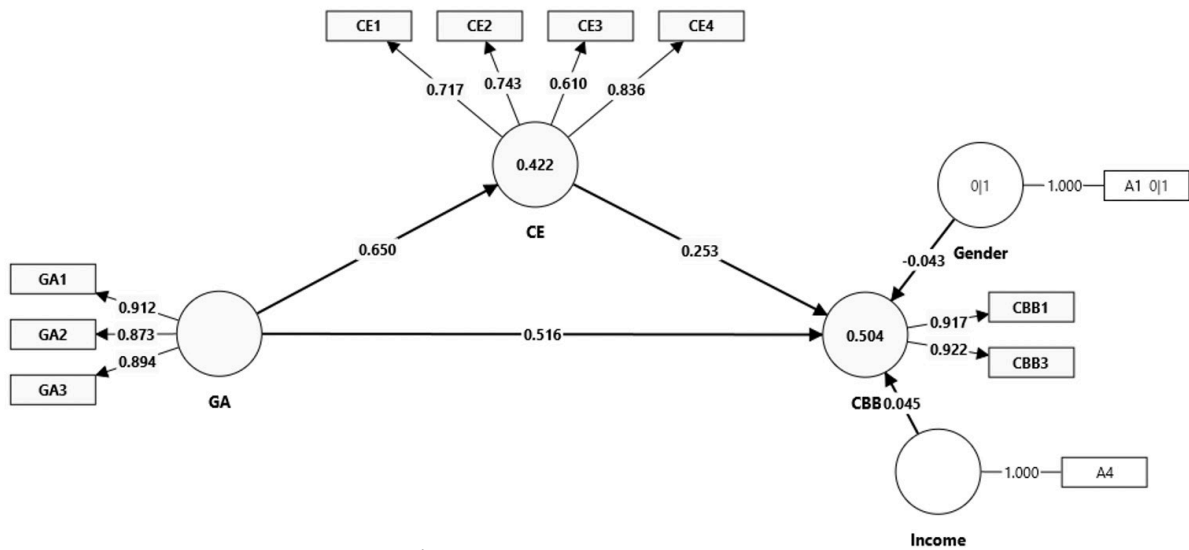 CE1
CE2
CE3
CE4
0.717
0.743
0.610
0.836
0.422
CE
0|1
1.000
A1 0|1
Gender
-0.043
0.650
0.253
GA1
GA2
GA3
0.912
0.873
0.894
GA
0.516
0.504
CBB
0.917
0.922
CBB1
CBB3
0.045
1.000
A4
Income